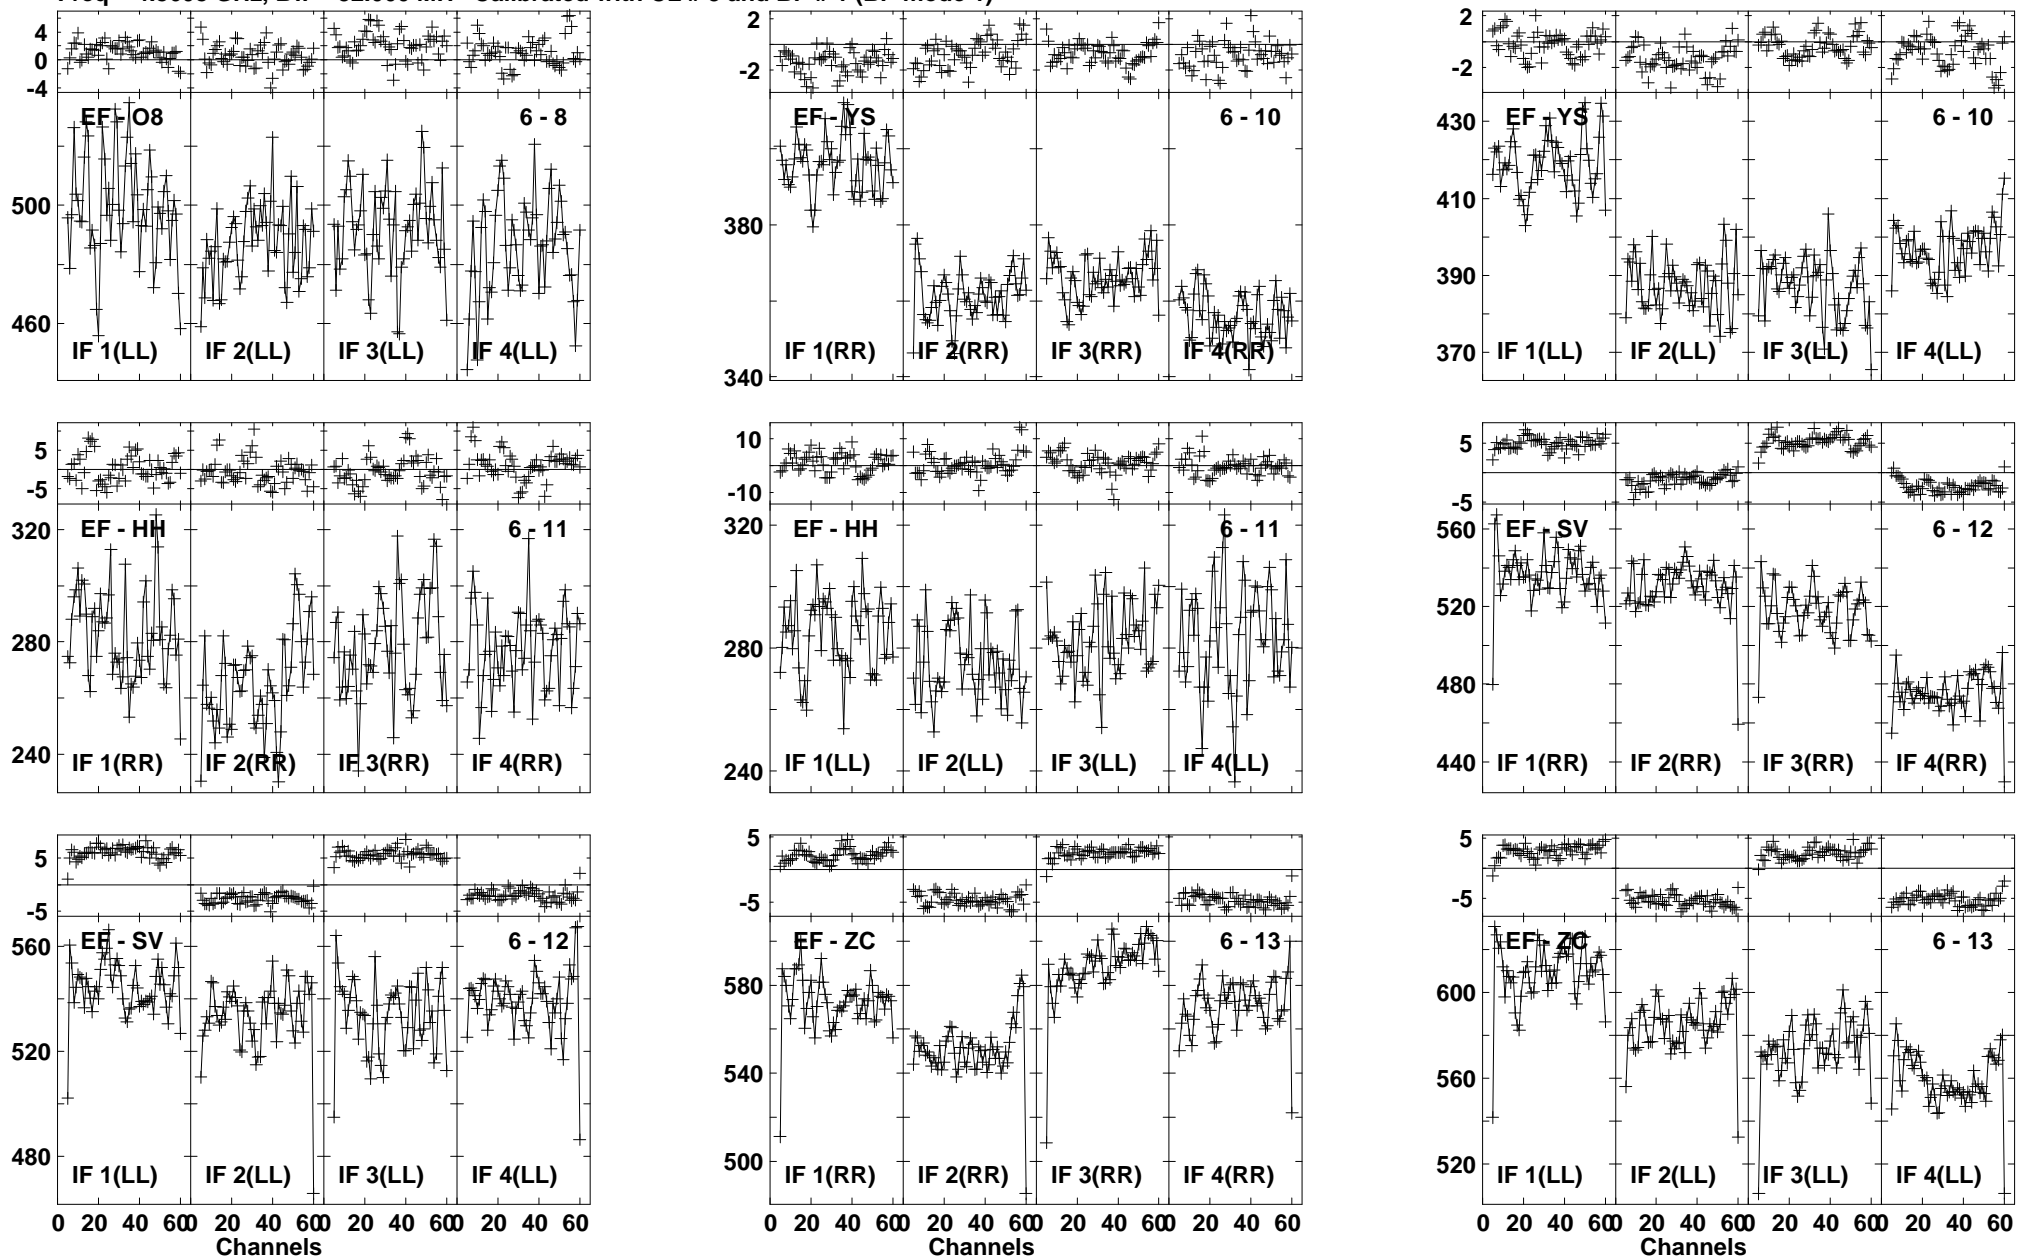 4 0 -4
2 -2
2 -2
EF - O8 6 - 8
EF - YS 6 - 10
EF - YS 6 - 10
500 460
380 340
430 410 390 370
IF 1(LL) IF 2(LL) IF 3(LL) IF 4(LL)
IF 1(RR) IF 2(RR) IF 3(RR) IF 4(RR)
IF 1(LL) IF 2(LL) IF 3(LL) IF 4(LL)
5 -5
10 -10
5 -5
EF - HH 6 - 11
EF - HH 6 - 11
EF - SV 6 - 12
320 280 240
320 280 240
560 520 480 440
IF 1(RR) IF 2(RR) IF 3(RR) IF 4(RR)
IF 1(LL) IF 2(LL) IF 3(LL) IF 4(LL)
IF 1(RR) IF 2(RR) IF 3(RR) IF 4(RR)
5 -5
5 -5
5 -5
EF - SV 6 - 12
EF - ZC 6 - 13
EF - ZC 6 - 13
560 520 480
580 540 500
600 560 520
IF 1(LL) IF 2(LL) IF 3(LL) IF 4(LL)
IF 1(RR) IF 2(RR) IF 3(RR) IF 4(RR)
IF 1(LL) IF 2(LL) IF 3(LL) IF 4(LL)
0 20 40 60 0 20 40 60 0 20 40 60 0 20 40 60
0 20 40 60 0 20 40 60 0 20 40 60 0 20 40 60
0 20 40 60 0 20 40 60 0 20 40 60 0 20 40 60
Channels
Channels
Channels